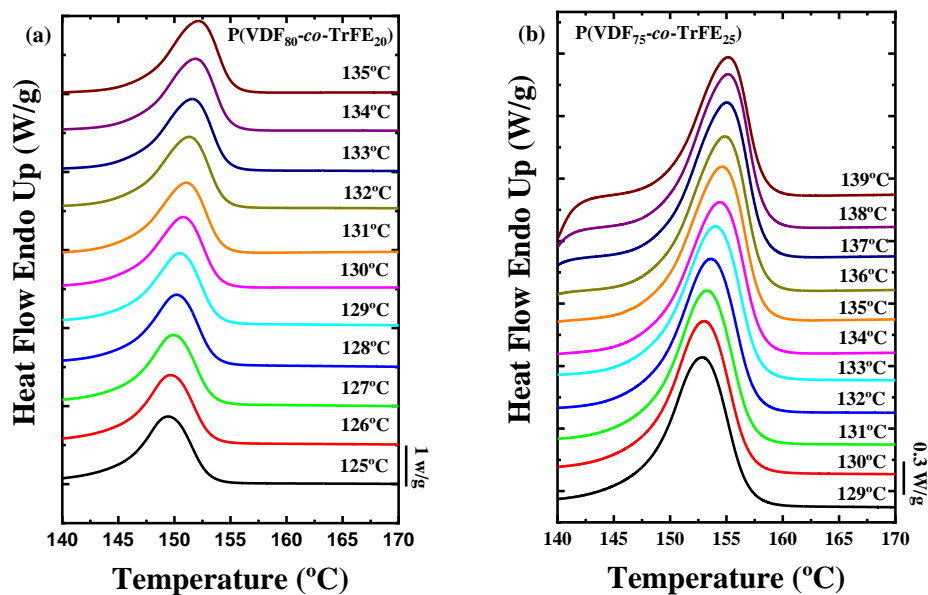 (a)
P(VDF80-co-TrFE20)
135ºC
134ºC
133ºC
132ºC
131ºC
130ºC
129ºC
128ºC
127ºC
126ºC
125ºC
1 w/g
Heat Flow Endo Up (W/g)
140 145 150 155 160 165 170
Temperature (ºC)
(b)
P(VDF75-co-TrFE25)
139ºC
138ºC
137ºC
136ºC
135ºC
134ºC
133ºC
132ºC
131ºC
130ºC
129ºC
0.3 W/g
Heat Flow Endo Up (W/g)
140 145 150 155 160 165 170
Temperature (ºC)